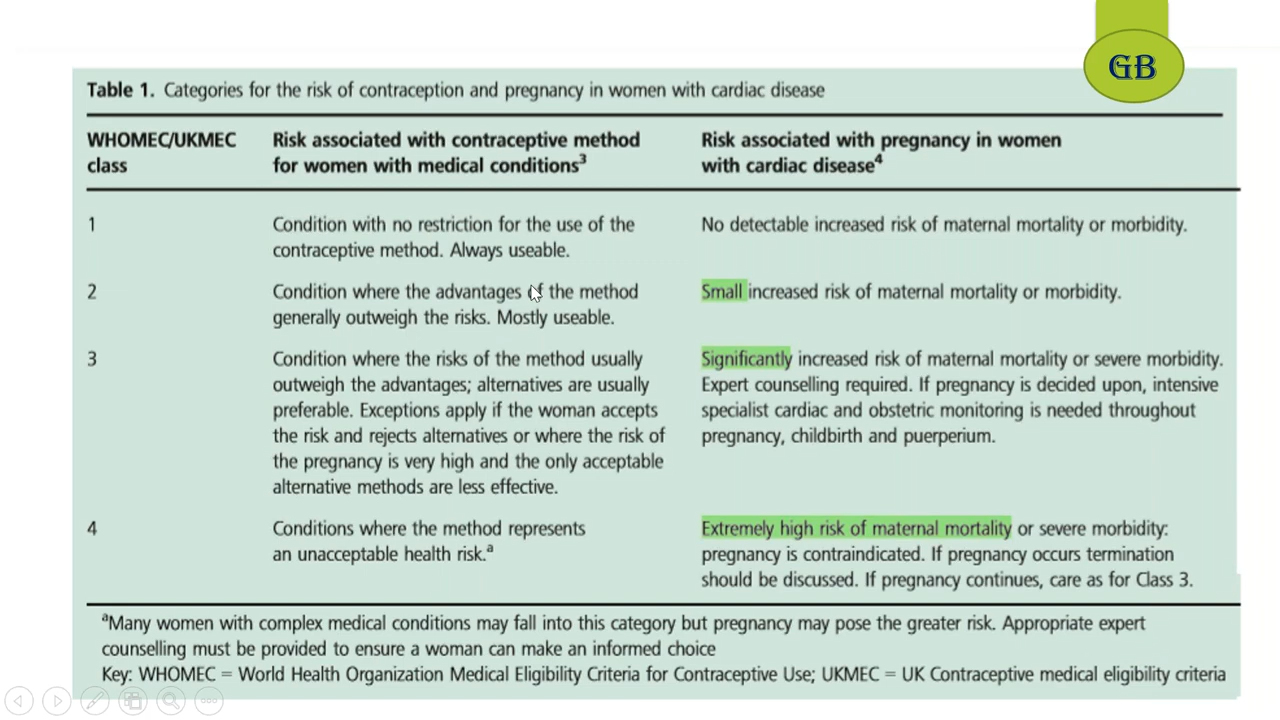 GB
Table 1. Categories for the risk of contraception and pregnancy in women with cardiac disease
WHOMEC/UKMEC class
Risk associated with contraceptive method for women with medical conditions3
Risk associated with pregnancy in women with cardiac disease4
1
Condition with no restriction for the use of the
contraceptive method. Always useable.
No detectable increased risk of maternal mortality or morbidity.
2
Condition where the advantages of the method
generally outweigh the risks. Mostly useable.
Small increased risk of maternal mortality or morbidity.
3
Condition where the risks of the method usually
outweigh the advantages; alternatives are usually
preferable. Exceptions apply if the woman accepts
the risk and rejects alternatives or where the risk of
the pregnancy is very high and the only acceptable
alternative methods are less effective.
Significantly increased risk of maternal mortality or severe morbidity.
Expert counselling required. If pregnancy is decided upon, intensive
specialist cardiac and obstetric monitoring is needed throughout
pregnancy, childbirth and puerperium.
4
Conditions where the method represents
an unacceptable health risk.a
Extremely high risk of maternal mortality or severe morbidity:
pregnancy is contraindicated. If pregnancy occurs termination
should be discussed. If pregnancy continues, care as for Class 3.
aMany women with complex medical conditions may fall into this category but pregnancy may pose the greater risk. Appropriate expert
counselling must be provided to ensure a woman can make an informed choice
Key: WHOMEC = World Health Organization Medical Eligibility Criteria for Contraceptive Use; UKMEC = UK Contraceptive medical eligibility criteria